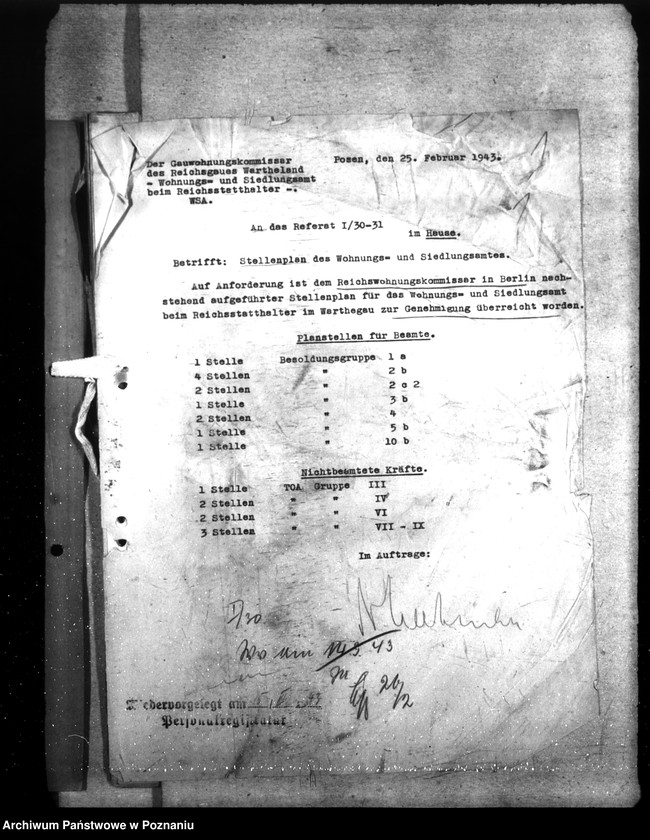 Der Gauwohnungskommissar
des Reichsgaues Wartheland
- Wohnungs- und Siedlungsamt
beim Reichsstatthalter -.
WSA.
Posen, den 25. Februar 1943.
An das Referat I/30-31
im Hause.
Betrifft: Stellenplan des Wohnungs- und Siedlungsamtes.
Auf Anforderung ist dem Reichswohnungskommissar in Berlin nach-
stehend aufgeführter Stellenplan für das Wohnungs- und Siedlungsamt
beim Reichsstatthalter im Warthegau zur Genehmigung überreicht worden.
Planstellen für Beamte.
1 Stelle Besoldungsgruppe 1 a
4 Stellen " 2 b
2 Stellen " 2 c 2
1 Stelle " 3 b
2 Stellen " 4
1 Stelle " 5 b
1 Stelle " 10 b
Nichtbeamtete Kräfte.
1 Stelle TOA. Gruppe III
2 Stellen " " IV
2 Stellen " " VI
3 Stellen " " VII - IX
Im Auftrage:
43
Wiedervorgelegt am
Personalregistratur
Archiwum Państwowe w Poznaniu